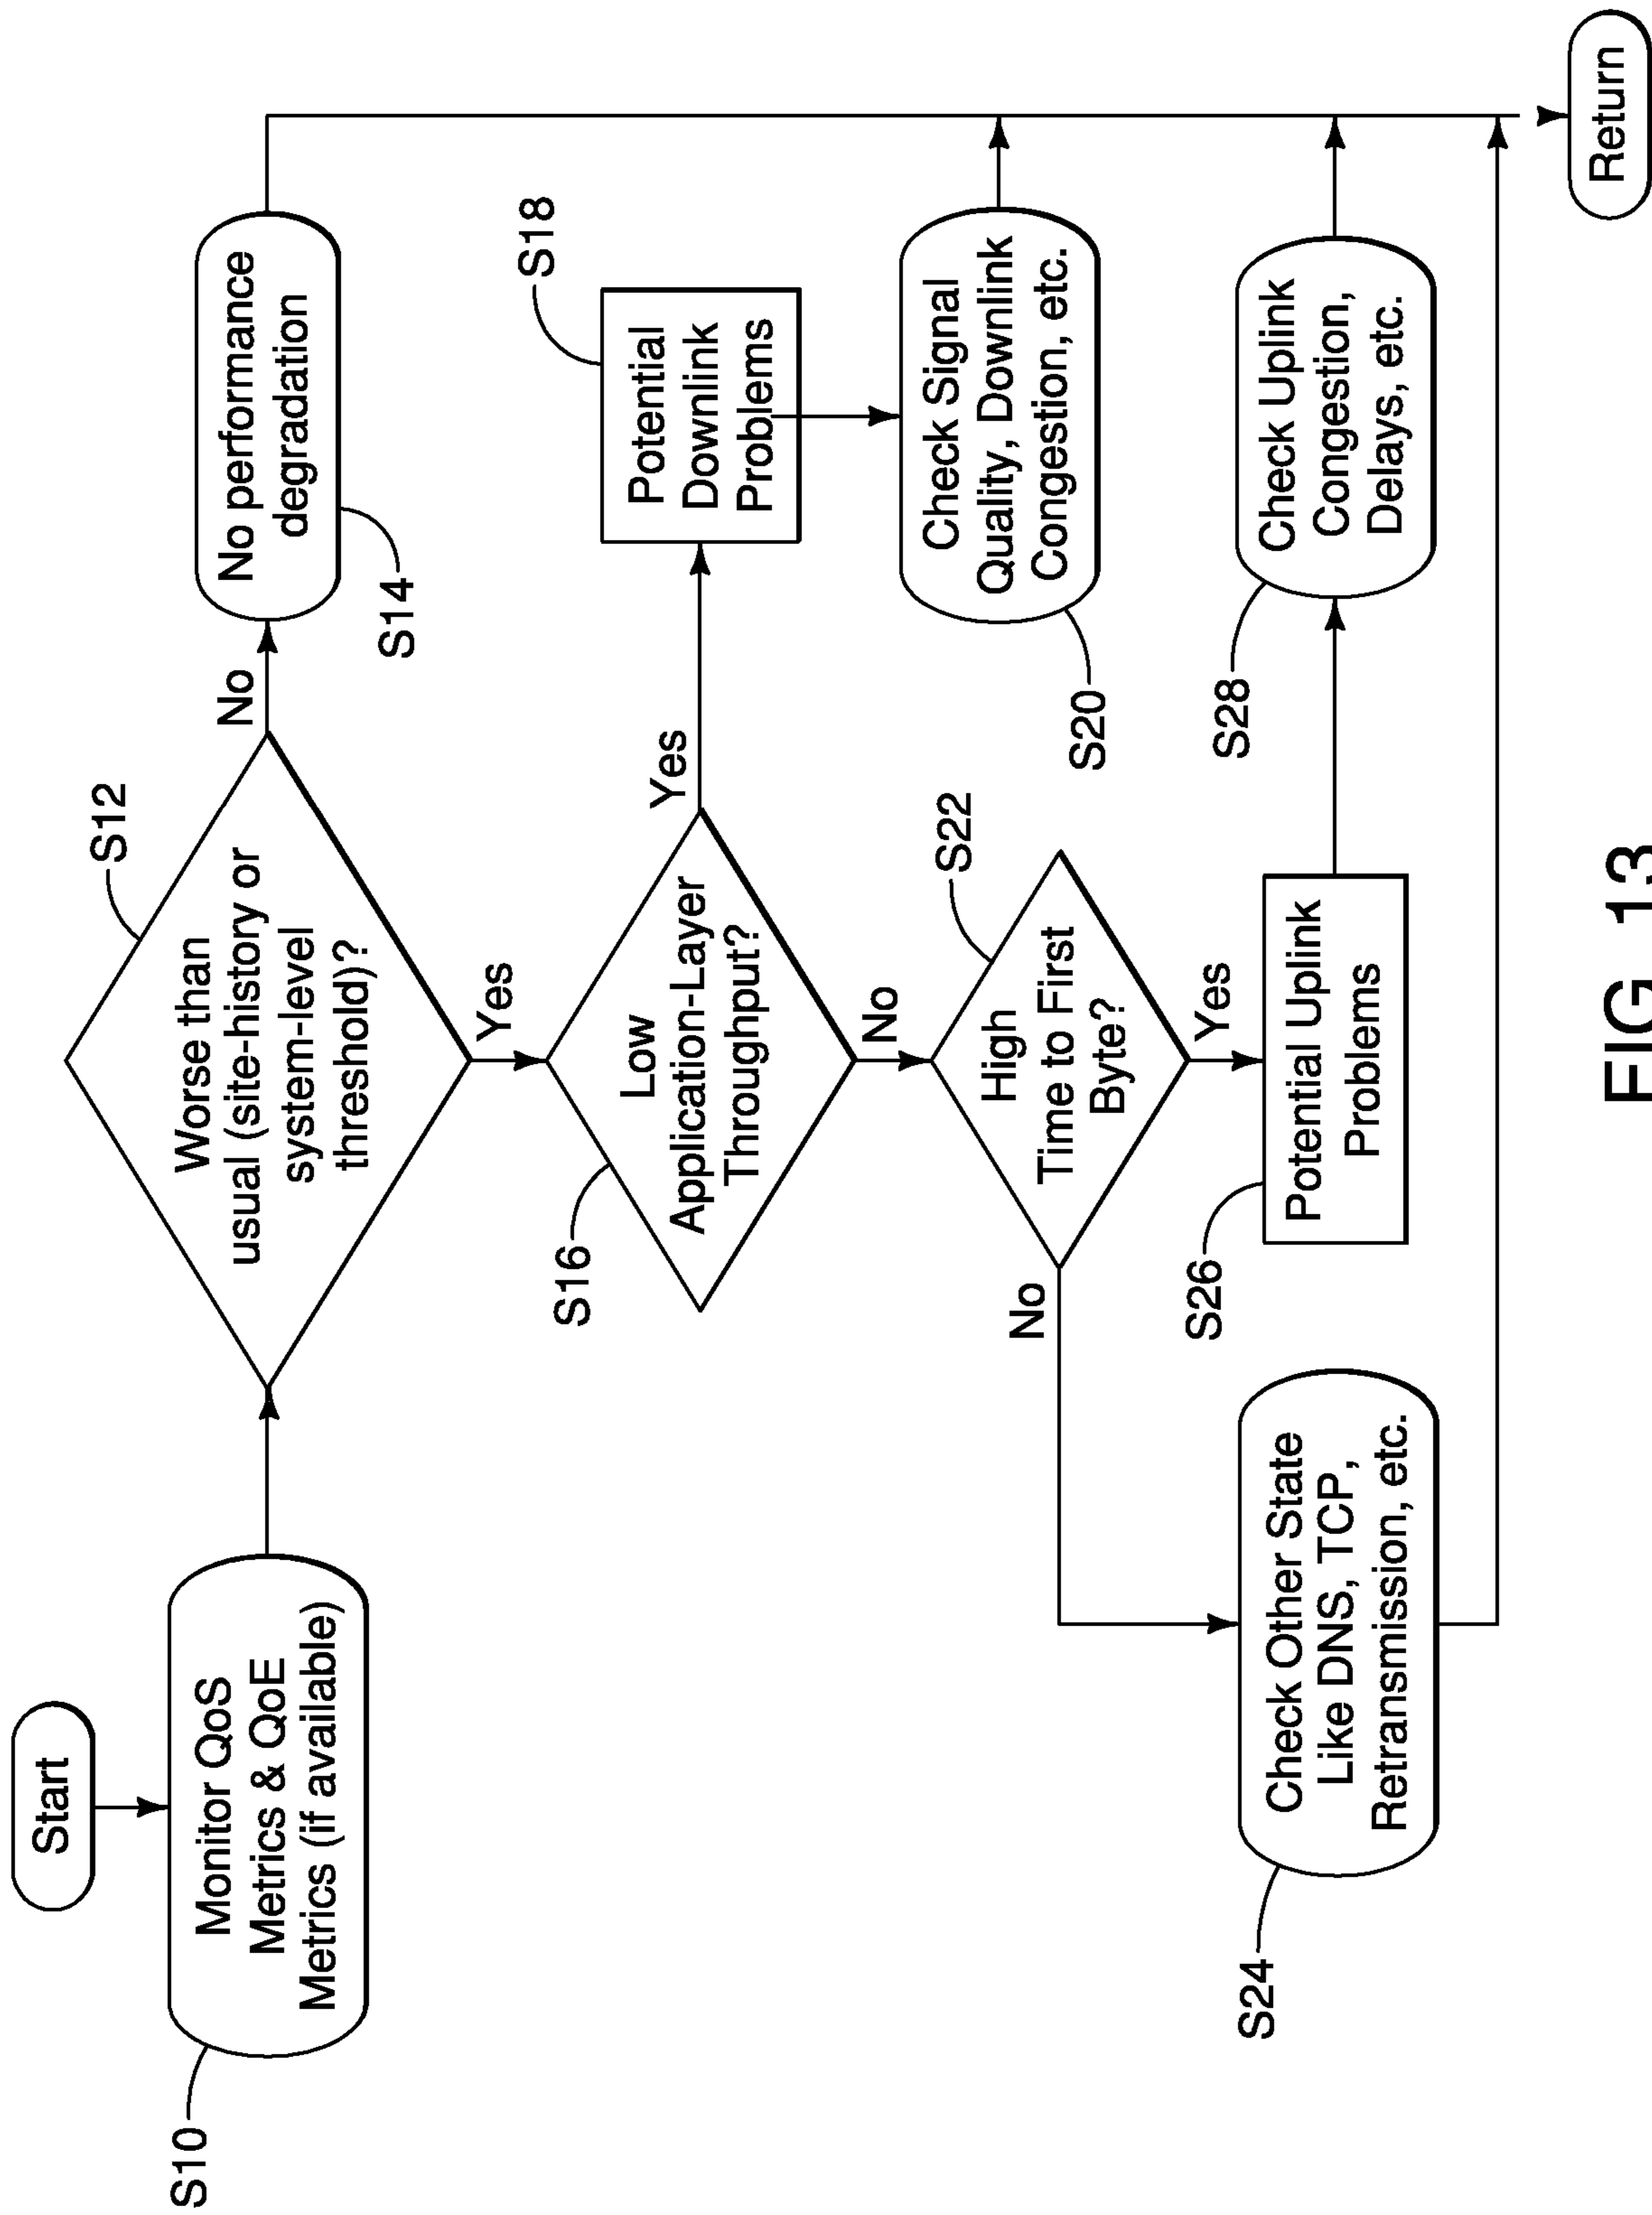 Start
S10
Monitor QoS
Metrics & QoE
Metrics (if available)
S12
Worse than
usual (site-history or
system-level
threshold)?
No
No performance
degradation
S14
Yes
S16
Low
Application-Layer
Throughput?
Yes
S18
Potential
Downlink
Problems
S20
Check Signal
Quality, Downlink
Congestion, etc.
No
S22
High
Time to First
Byte?
No
S24
Check Other State
Like DNS, TCP,
Retransmission, etc.
Yes
S26
Potential Uplink
Problems
S28
Check Uplink
Congestion,
Delays, etc.
Return
FIG. 13